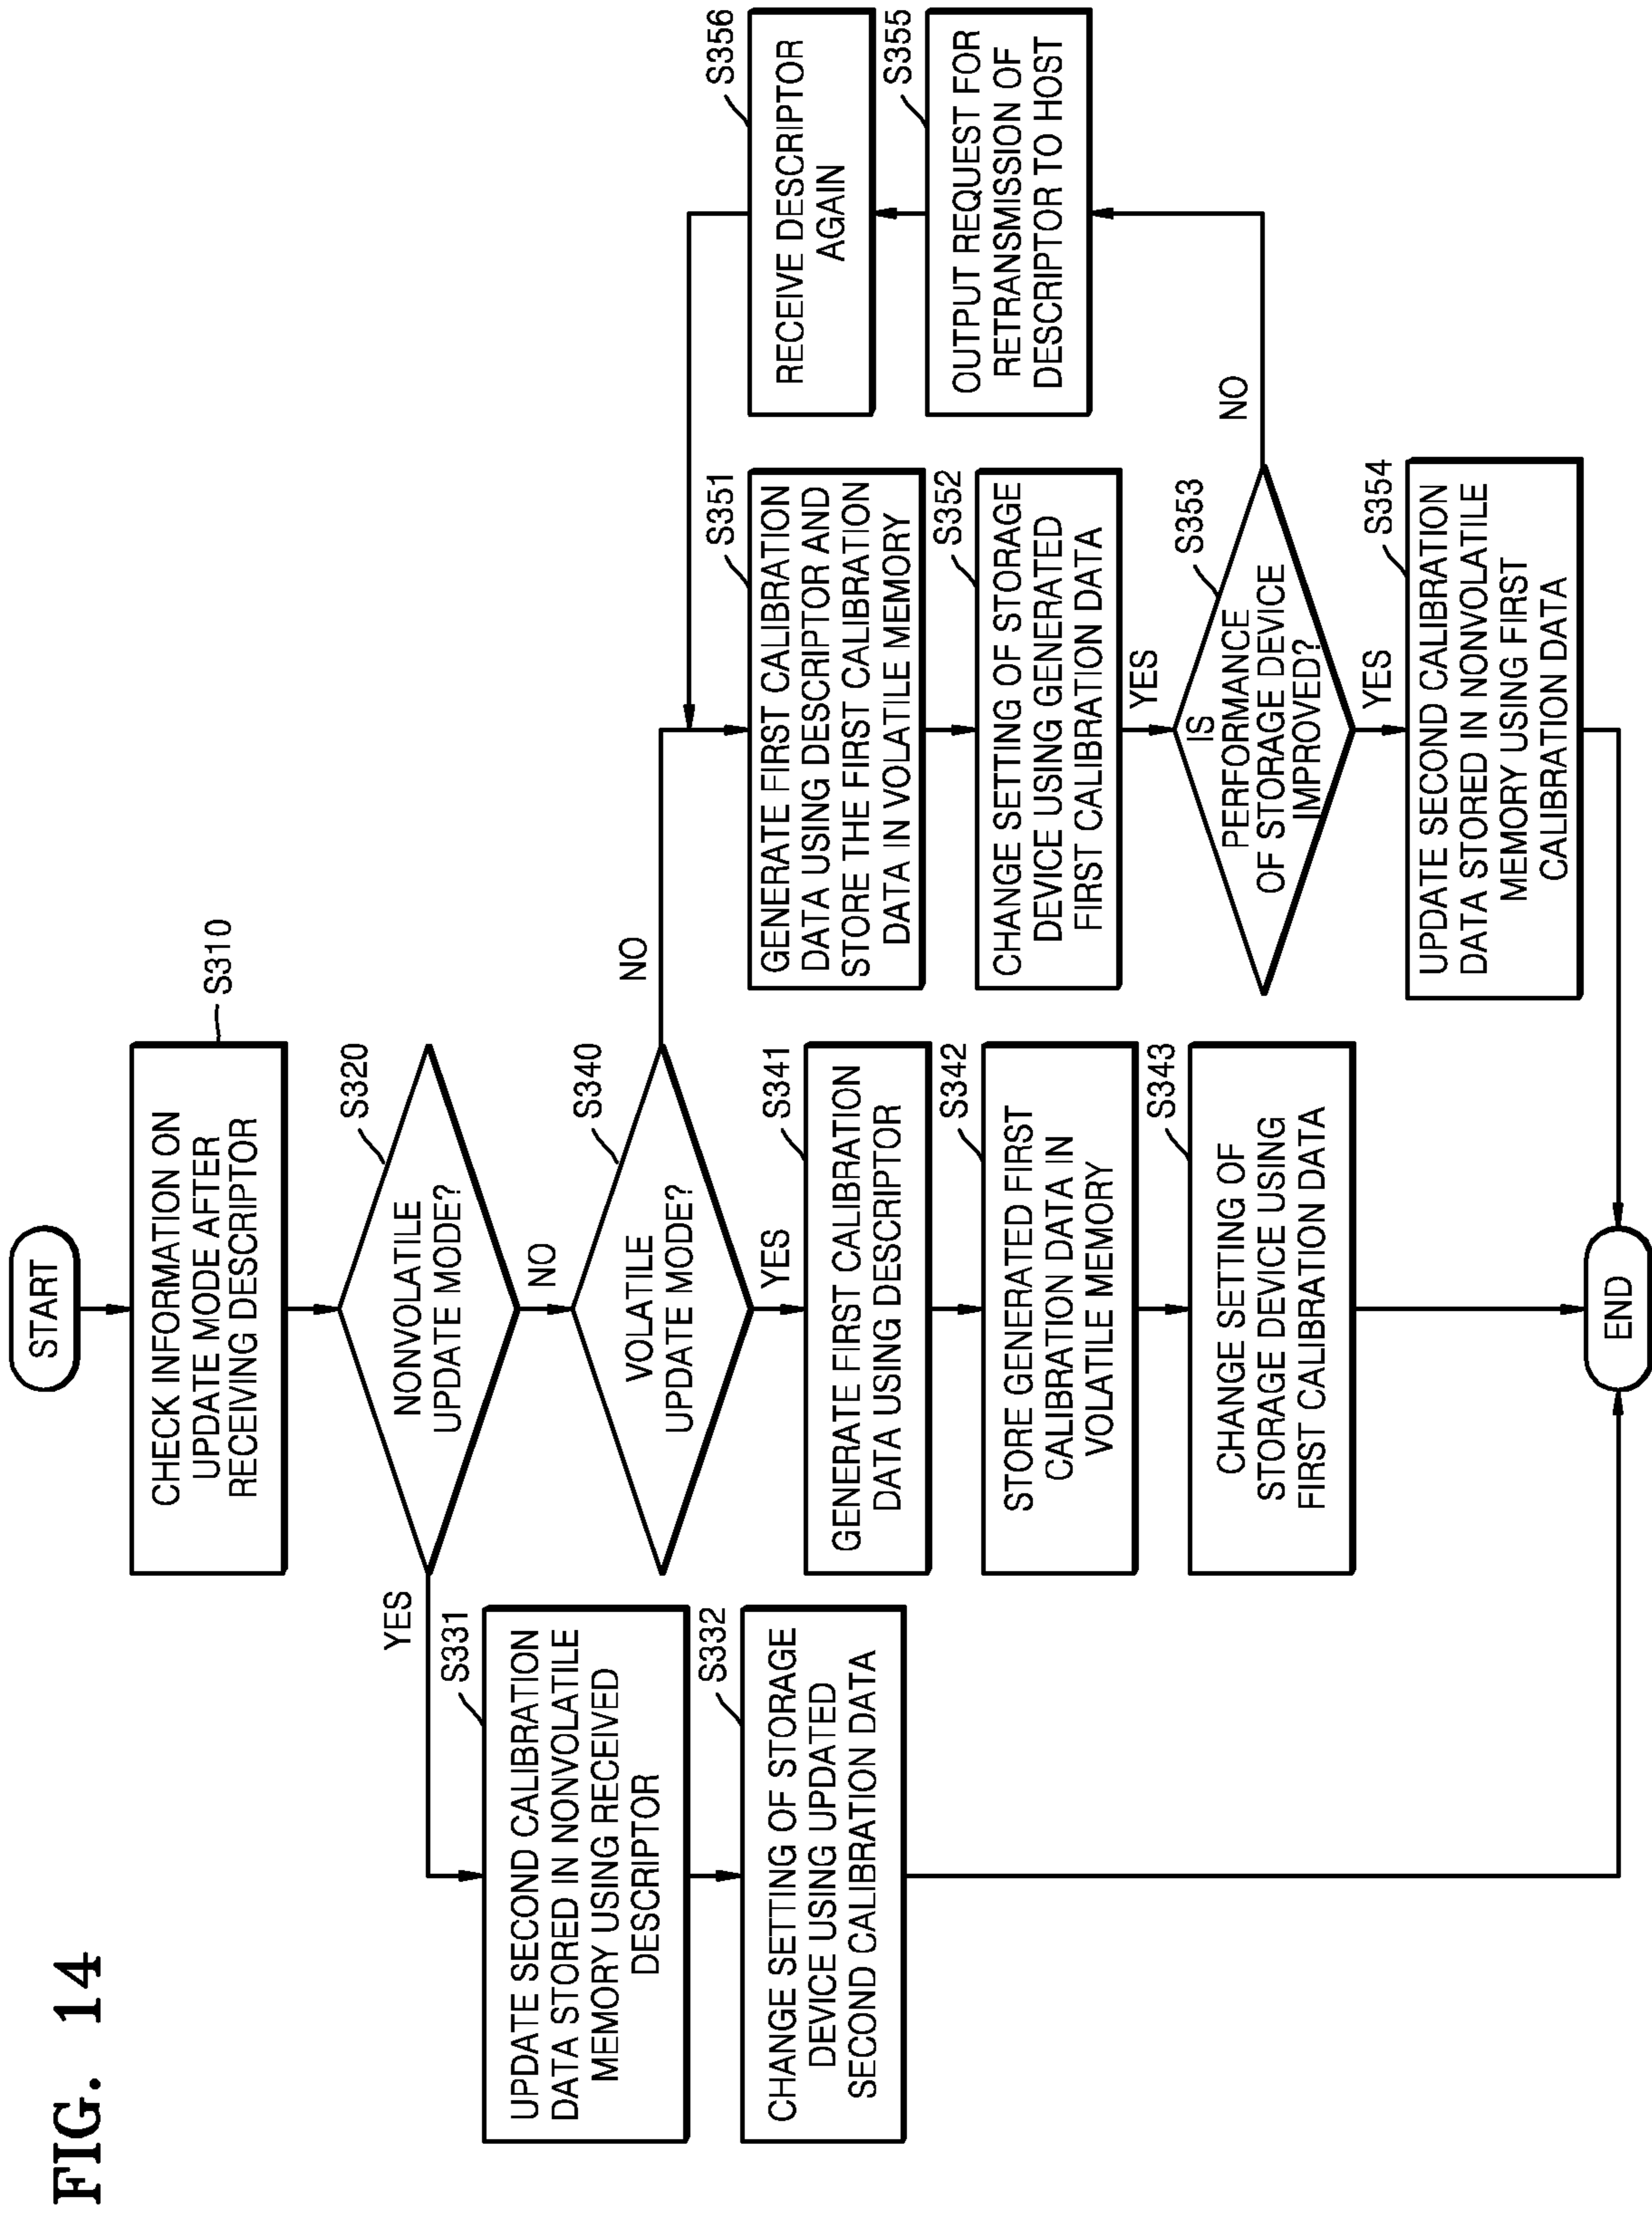 FIG. 14
START
CHECK INFORMATION ON
UPDATE MODE AFTER
RECEIVING DESCRIPTOR
S310
NONVOLATILE
UPDATE MODE?
S320
YES
NO
UPDATE SECOND CALIBRATION
DATA STORED IN NONVOLATILE
MEMORY USING RECEIVED
DESCRIPTOR
S331
CHANGE SETTING OF STORAGE
DEVICE USING UPDATED
SECOND CALIBRATION DATA
S332
VOLATILE
UPDATE MODE?
S340
NO
YES
GENERATE FIRST CALIBRATION
DATA USING DESCRIPTOR
S341
STORE GENERATED FIRST
CALIBRATION DATA IN
VOLATILE MEMORY
S342
CHANGE SETTING OF
STORAGE DEVICE USING
FIRST CALIBRATION DATA
S343
GENERATE FIRST CALIBRATION
DATA USING DESCRIPTOR AND
STORE THE FIRST CALIBRATION
DATA IN VOLATILE MEMORY
S351
CHANGE SETTING OF STORAGE
DEVICE USING GENERATED
FIRST CALIBRATION DATA
S352
YES
IS
PERFORMANCE
OF STORAGE DEVICE
IMPROVED?
S353
NO
YES
UPDATE SECOND CALIBRATION
DATA STORED IN NONVOLATILE
MEMORY USING FIRST
CALIBRATION DATA
S354
RECEIVE DESCRIPTOR
AGAIN
S356
OUTPUT REQUEST FOR
RETRANSMISSION OF
DESCRIPTOR TO HOST
S355
END